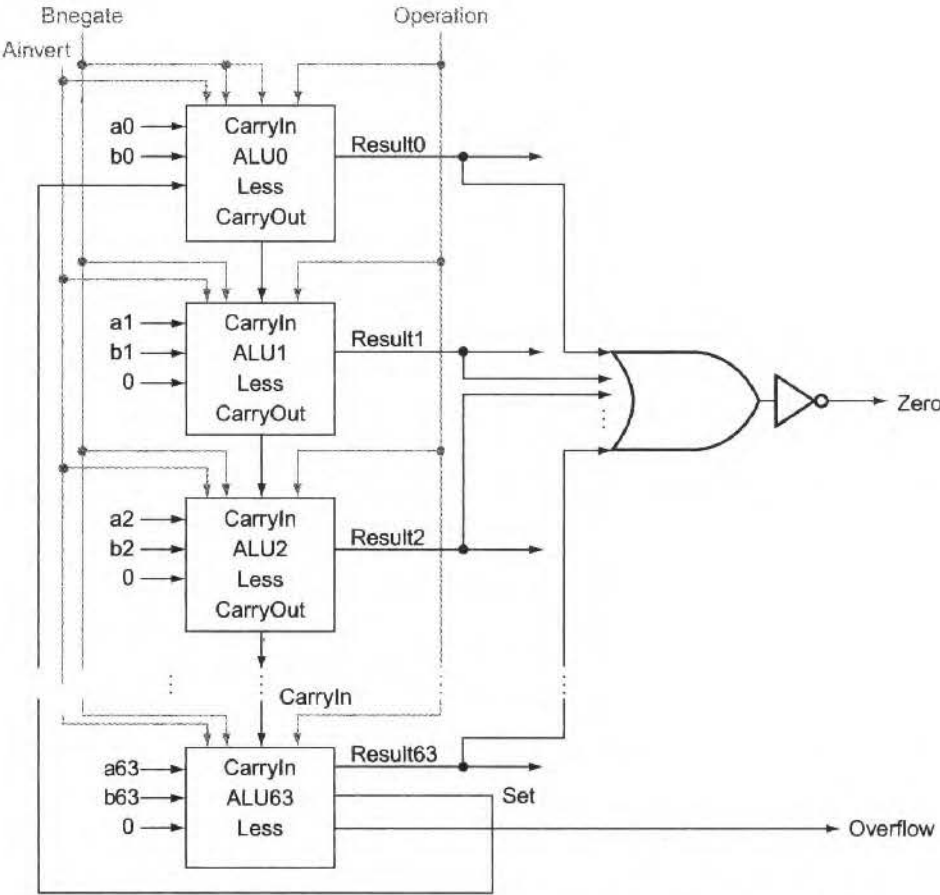 Bnegate
Operation
Ainvert
a0
b0
CarryIn
ALU0
Less
CarryOut
Result0
a1
b1
0
CarryIn
ALU1
Less
CarryOut
Result1
Zero
a2
b2
0
CarryIn
ALU2
Less
CarryOut
Result2
CarryIn
a63
b63
0
CarryIn
ALU63
Less
Result63
Set
Overflow